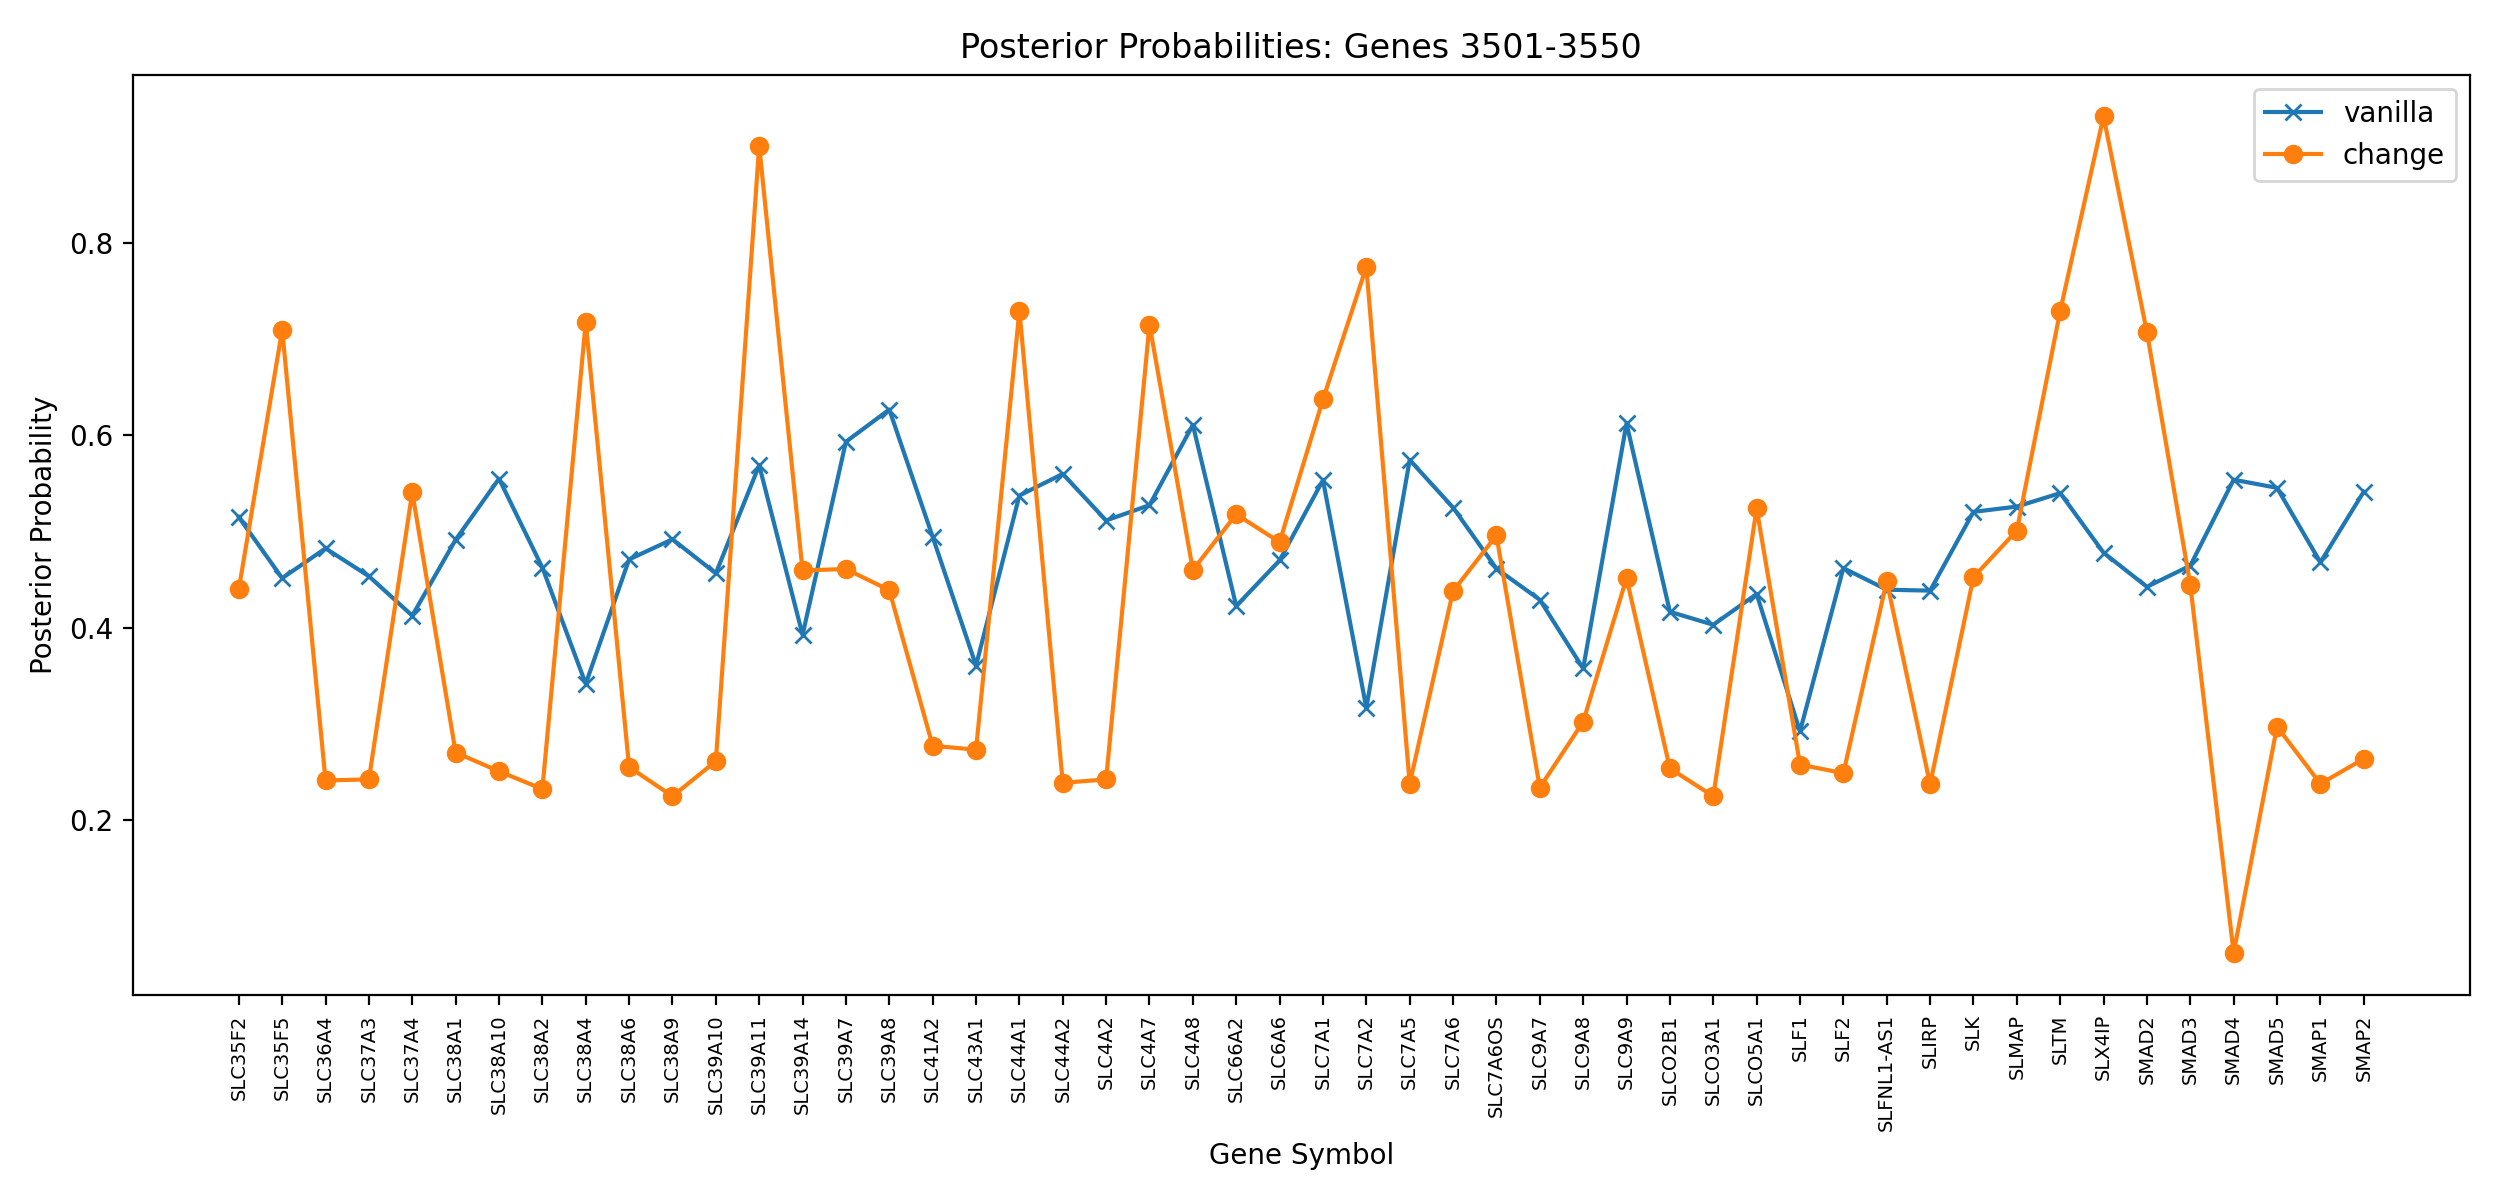 Posterior Probabilities: Genes 3501-3550
vanilla
change
Posterior Probability
0.8
0.6
0.4
0.2
SLC35F2
SLC35F5
SLC36A4
SLC37A3
SLC37A4
SLC38A1
SLC38A10
SLC38A2
SLC38A4
SLC38A6
SLC38A9
SLC39A10
SLC39A11
SLC39A14
SLC39A7
SLC39A8
SLC41A2
SLC43A1
SLC44A1
SLC44A2
SLC4A2
SLC4A7
SLC4A8
SLC66A2
SLC6A6
SLC7A1
SLC7A2
SLC7A5
SLC7A6
SLC7A6OS
SLC9A7
SLC9A8
SLC9A9
SLCO2B1
SLCO3A1
SLCO5A1
SLF1
SLF2
SLFNL1-AS1
SLIRP
SLK
SLMAP
SLTM
SLX4IP
SMAD2
SMAD3
SMAD4
SMAD5
SMAP1
SMAP2
Gene Symbol